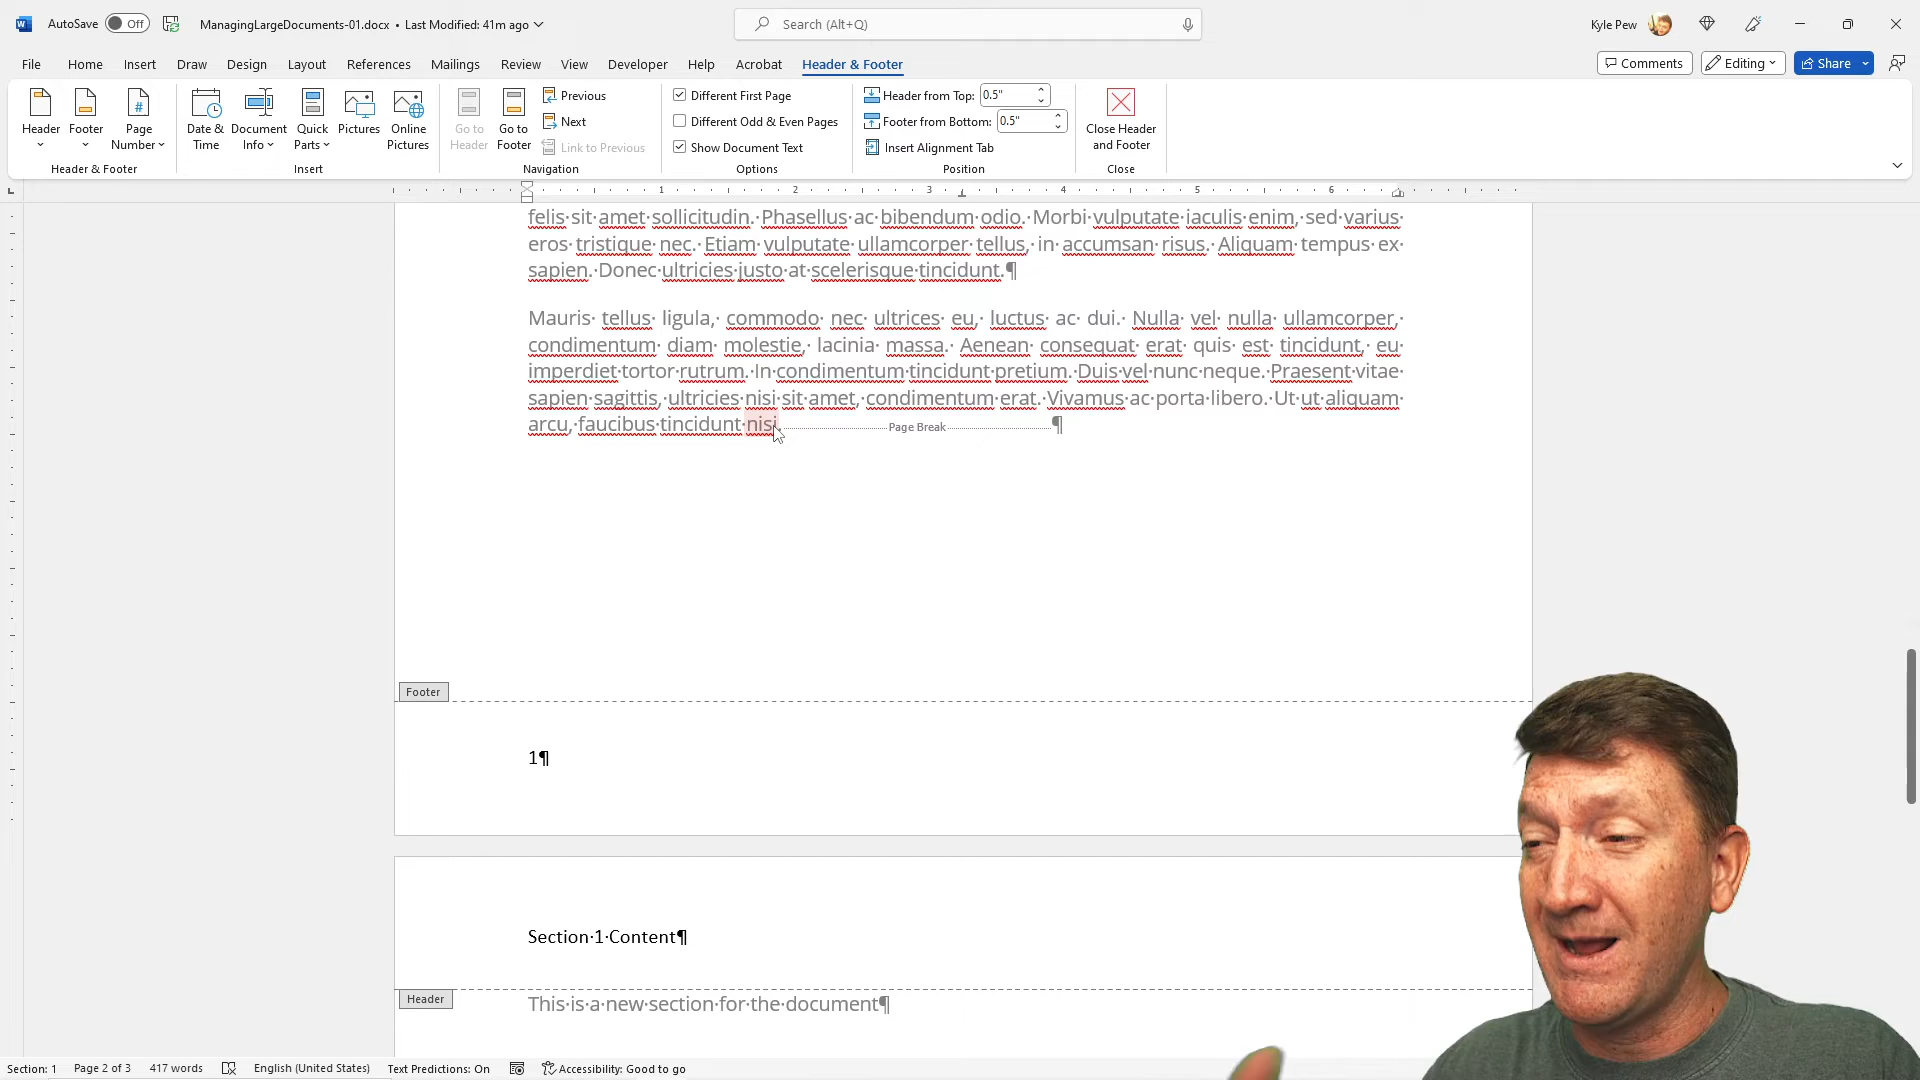 AutoSave Off ManagingLargeDocuments-01.docx • Last Modified: 41m ago Search (Alt+Q) Kyle Pew
File Home Insert Draw Design Layout References Mailings Review View Developer Help Acrobat Header & Footer Comments Editing Share
Header Footer Page Number Date & Time Document Info Quick Parts Pictures Online Pictures Go to Header Go to Footer Close Header and Footer
Previous Different First Page Header from Top: 0.5"
Next Different Odd & Even Pages Footer from Bottom: 0.5"
Link to Previous Show Document Text Insert Alignment Tab
Header & Footer Insert Navigation Options Position Close
1 2 3 4 5 6
felis·sit·amet·sollicitudin.·Phasellus·ac·bibendum·odio.·Morbi·vulputate·iaculis·enim,·sed·varius·
eros·tristique·nec.·Etiam·vulputate·ullamcorper·tellus,·in·accumsan·risus.·Aliquam·tempus·ex·
sapien.·Donec·ultricies·justo·at·scelerisque·tincidunt.¶
Mauris·tellus·ligula,·commodo·nec·ultrices·eu,·luctus·ac·dui.·Nulla·vel·nulla·ullamcorper,·
condimentum·diam·molestie,·lacinia·massa.·Aenean·consequat·erat·quis·est·tincidunt,·eu·
imperdiet·tortor·rutrum.·In·condimentum·tincidunt·pretium.·Duis·vel·nunc·neque.·Praesent·vitae·
sapien·sagittis,·ultricies·nisi·sit·amet,·condimentum·erat.·Vivamus·ac·porta·libero.·Ut·ut·aliquam·
arcu,·faucibus·tincidunt·nisi. Page Break ¶
Footer
1¶
Section·1·Content¶
Header
This·is·a·new·section·for·the·document¶
Section: 1 Page 2 of 3 417 words English (United States) Text Predictions: On Accessibility: Good to go